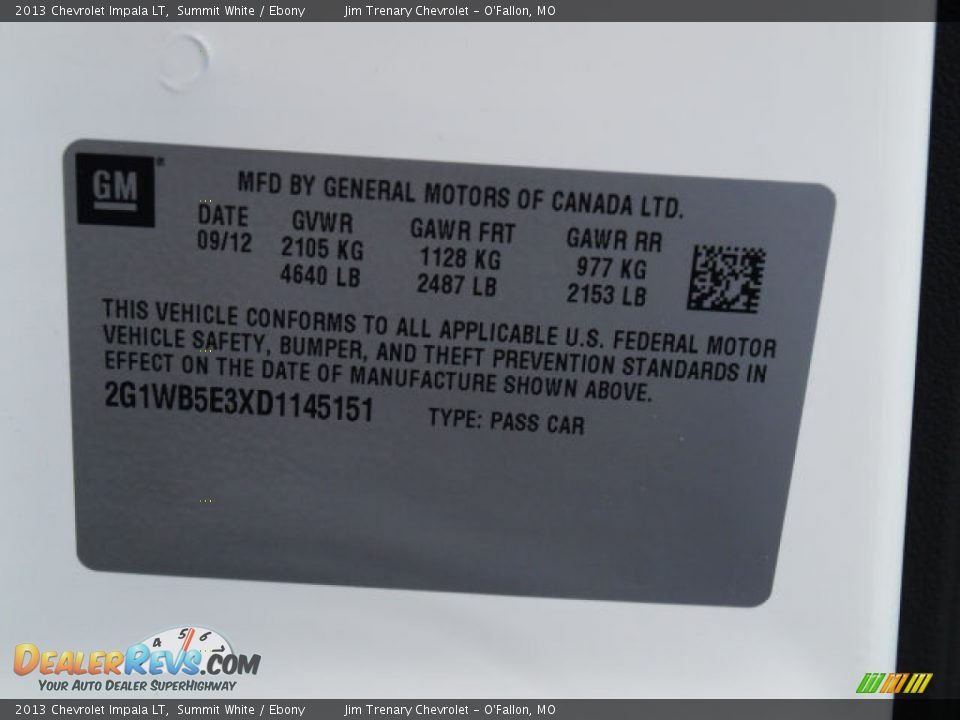 2013 Chevrolet Impala LT, Summit White / Ebony Jim Trenary Chevrolet - O'Fallon, MO
GM
MFD BY GENERAL MOTORS OF CANADA LTD.
DATE GVWR GAWR FRT GAWR RR
09/12 2105 KG 1128 KG 977 KG
4640 LB 2487 LB 2153 LB
THIS VEHICLE CONFORMS TO ALL APPLICABLE U.S. FEDERAL MOTOR
VEHICLE SAFETY, BUMPER, AND THEFT PREVENTION STANDARDS IN
EFFECT ON THE DATE OF MANUFACTURE SHOWN ABOVE.
2G1WB5E3XD1145151 TYPE: PASS CAR
4 5 6 7
DEALERREVS.COM
YOUR AUTO DEALER SUPERHIGHWAY
2013 Chevrolet Impala LT, Summit White / Ebony Jim Trenary Chevrolet - O'Fallon, MO